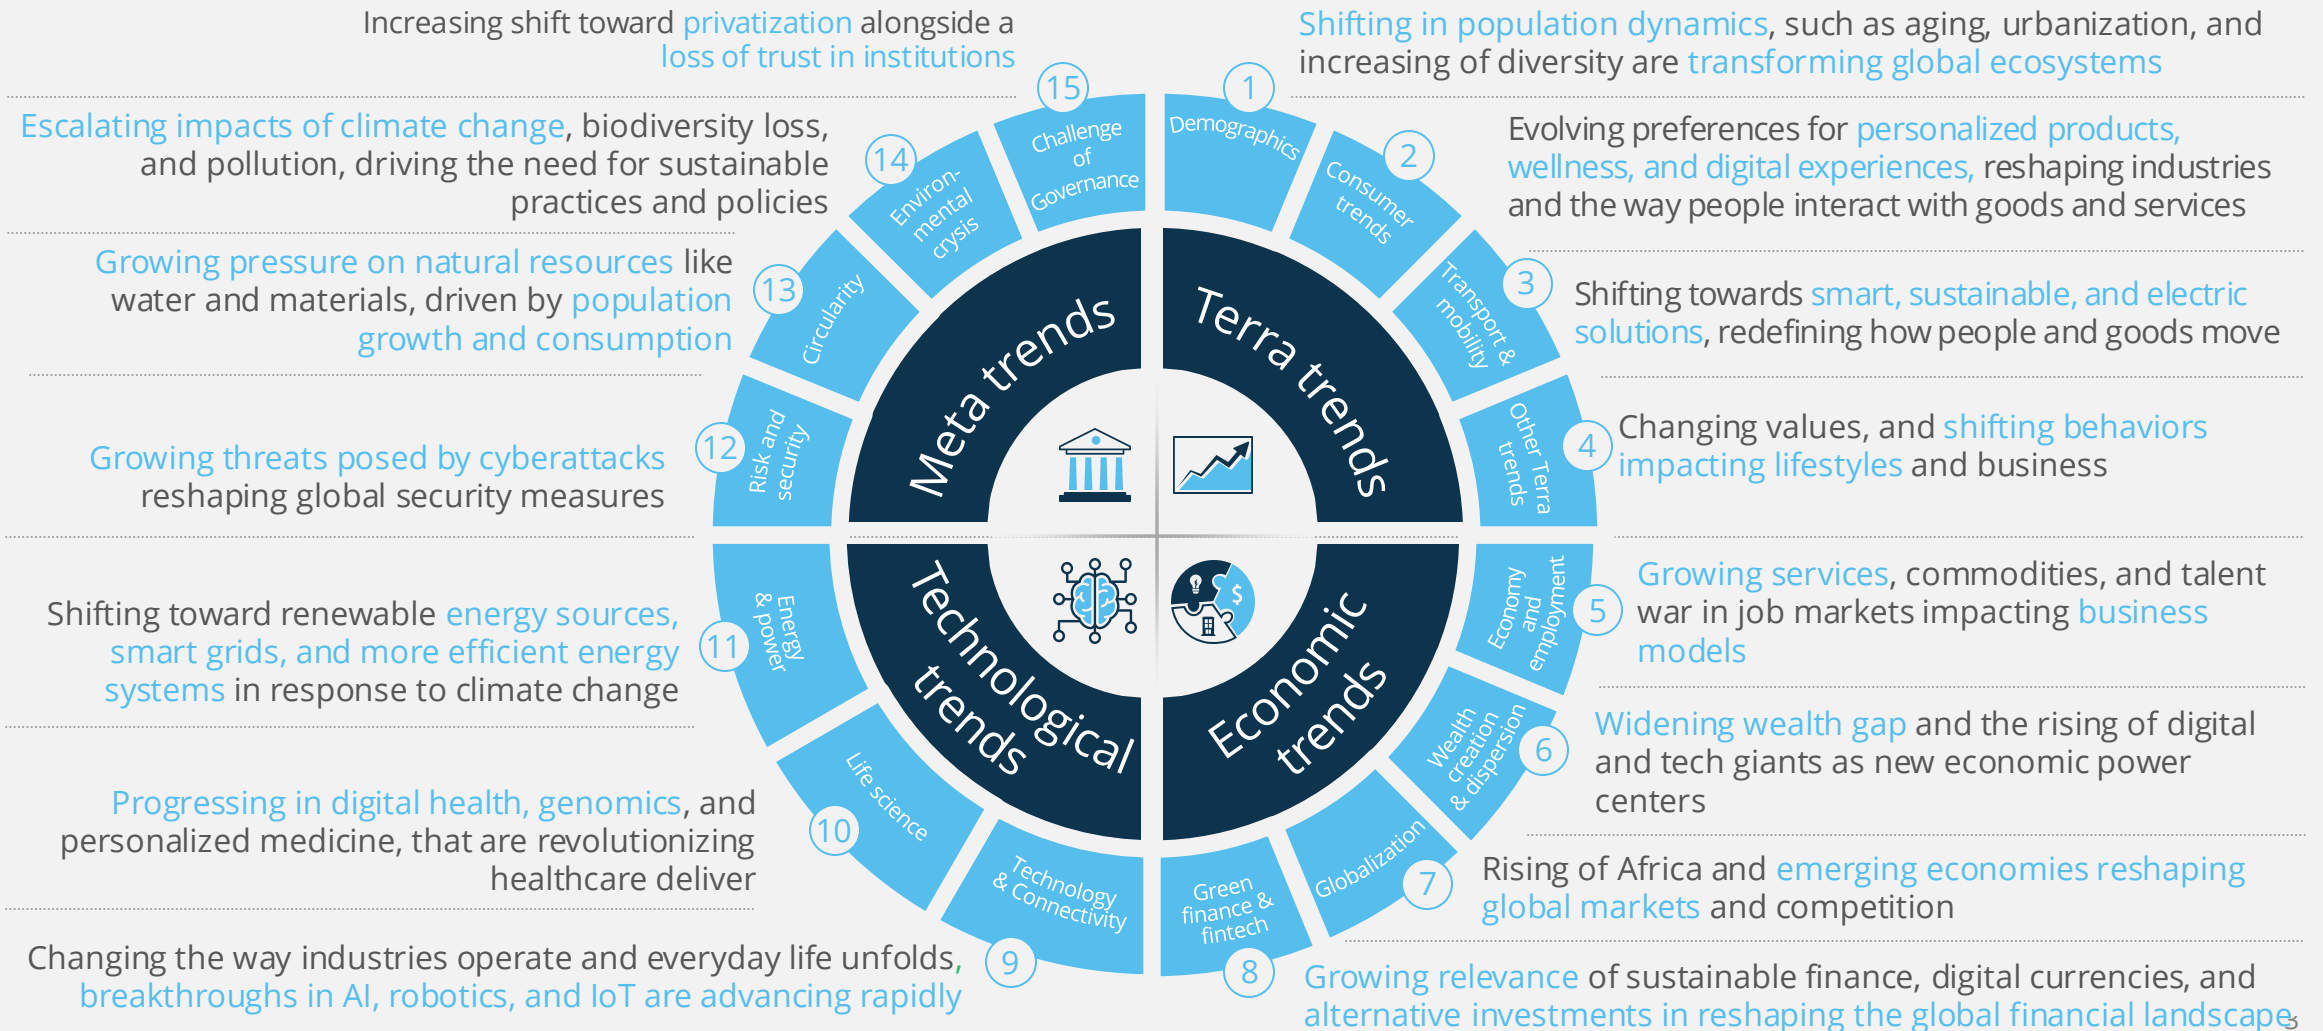 Increasing shift toward privatization alongside a
loss of trust in institutions
Escalating impacts of climate change, biodiversity loss,
and pollution, driving the need for sustainable
practices and policies
Growing pressure on natural resources like
water and materials, driven by population
growth and consumption
Growing threats posed by cyberattacks
reshaping global security measures
Shifting toward renewable energy sources,
smart grids, and more efficient energy
systems in response to climate change
Progressing in digital health, genomics, and
personalized medicine, that are revolutionizing
healthcare deliver
Changing the way industries operate and everyday life unfolds,
breakthroughs in AI, robotics, and IoT are advancing rapidly
15
Challenge
of
Governance
14
Environ-
mental
crysis
13
Circularity
12
Risk and
security
11
Energy
& power
10
Life science
9
Technology
& Connectivity
Meta trends
Terra trends
Technological
trends
Economic
trends
$
1
Demographics
2
Consumer
trends
3
Transport &
mobility
4
Other Terra
trends
5
Economy
and
employment
6
Wealth
creation
& dispersion
7
Globalization
8
Green
finance &
fintech
Shifting in population dynamics, such as aging, urbanization, and
increasing of diversity are transforming global ecosystems
Evolving preferences for personalized products,
wellness, and digital experiences, reshaping industries
and the way people interact with goods and services
Shifting towards smart, sustainable, and electric
solutions, redefining how people and goods move
Changing values, and shifting behaviors
impacting lifestyles and business
Growing services, commodities, and talent
war in job markets impacting business
models
Widening wealth gap and the rising of digital
and tech giants as new economic power
centers
Rising of Africa and emerging economies reshaping
global markets and competition
Growing relevance of sustainable finance, digital currencies, and
alternative investments in reshaping the global financial landscape